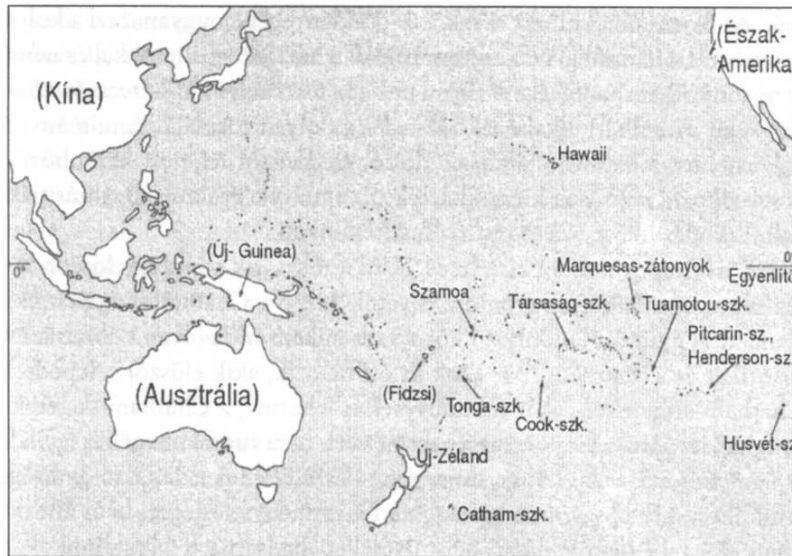 (Észak-
Amerika)
(Kína)
Hawaii
(Új- Guinea)
0°
0°
Egyenlítő
Marquesas-zátonyok
Szamoa
Társaság-szk.
Tuamotou-szk.
Pitcarin-sz.,
Henderson-sz.
(Ausztrália)
(Fidzsi)
Tonga-szk.
Cook-szk.
Húsvét-sz.
Új-Zéland
Catham-szk.